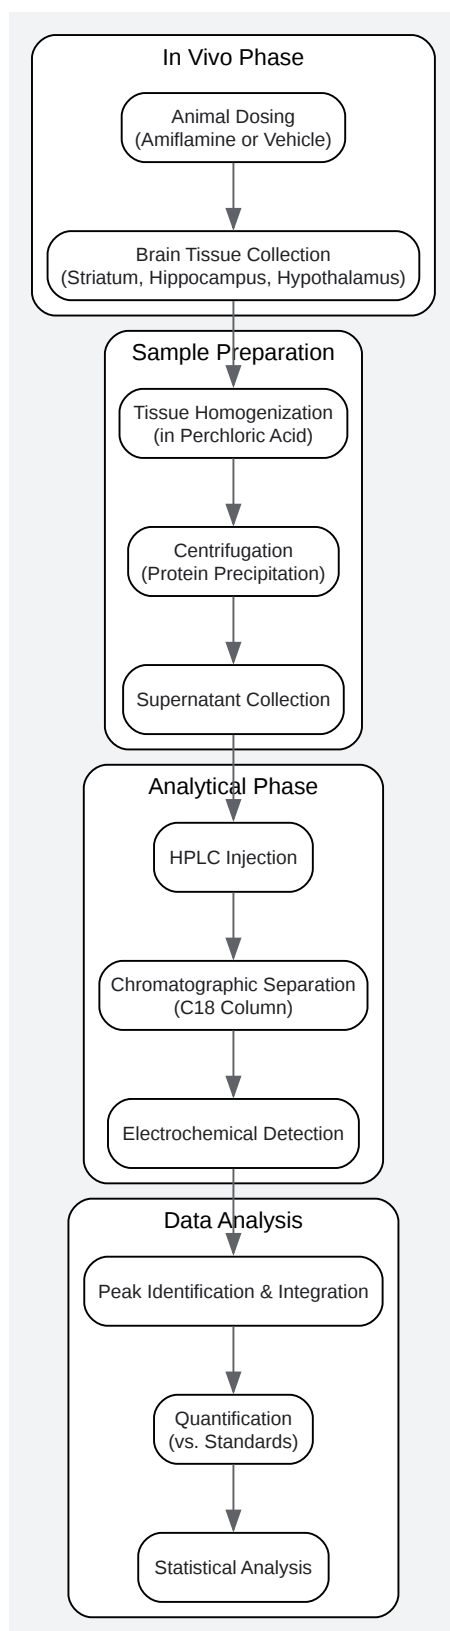 In Vivo Phase
Animal Dosing
(Amiflamine or Vehicle)
Brain Tissue Collection
(Striatum, Hippocampus, Hypothalamus)
Sample Preparation
Tissue Homogenization
(in Perchloric Acid)
Centrifugation
(Protein Precipitation)
Supernatant Collection
Analytical Phase
HPLC Injection
Chromatographic Separation
(C18 Column)
Electrochemical Detection
Data Analysis
Peak Identification & Integration
Quantification
(vs. Standards)
Statistical Analysis